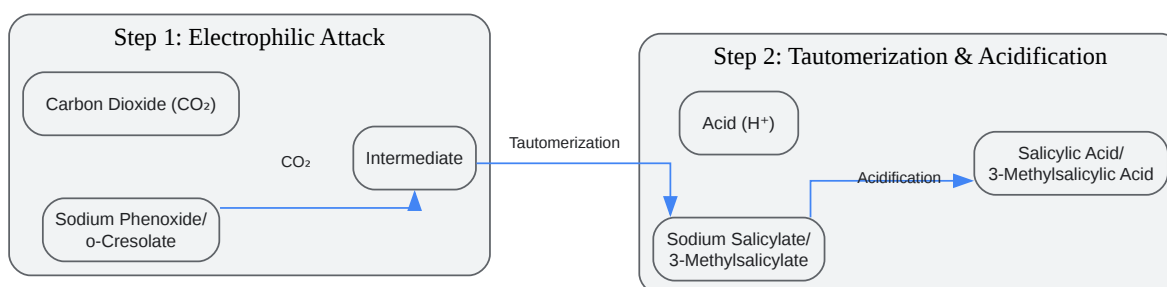 Step 1: Electrophilic Attack
Carbon Dioxide (CO₂)
CO₂
Intermediate
Sodium Phenoxide/
o-Cresolate
Tautomerization
Step 2: Tautomerization & Acidification
Acid (H⁺)
Salicylic Acid/
3-Methylsalicylic Acid
Acidification
Sodium Salicylate/
3-Methylsalicylate